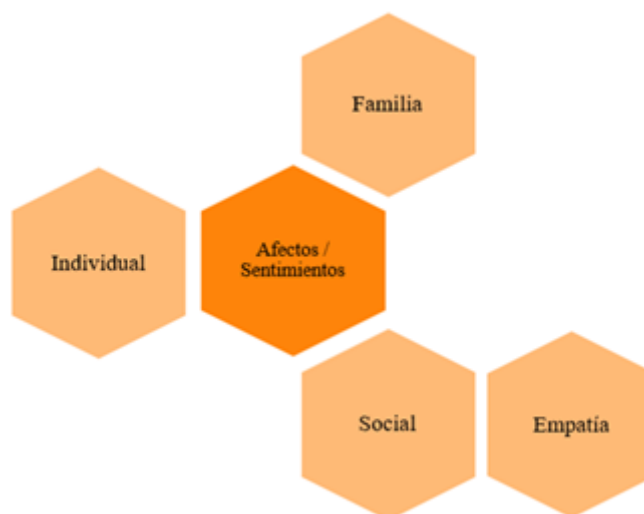 Familia
Individual
Afectos /
Sentimientos
Social
Empatía